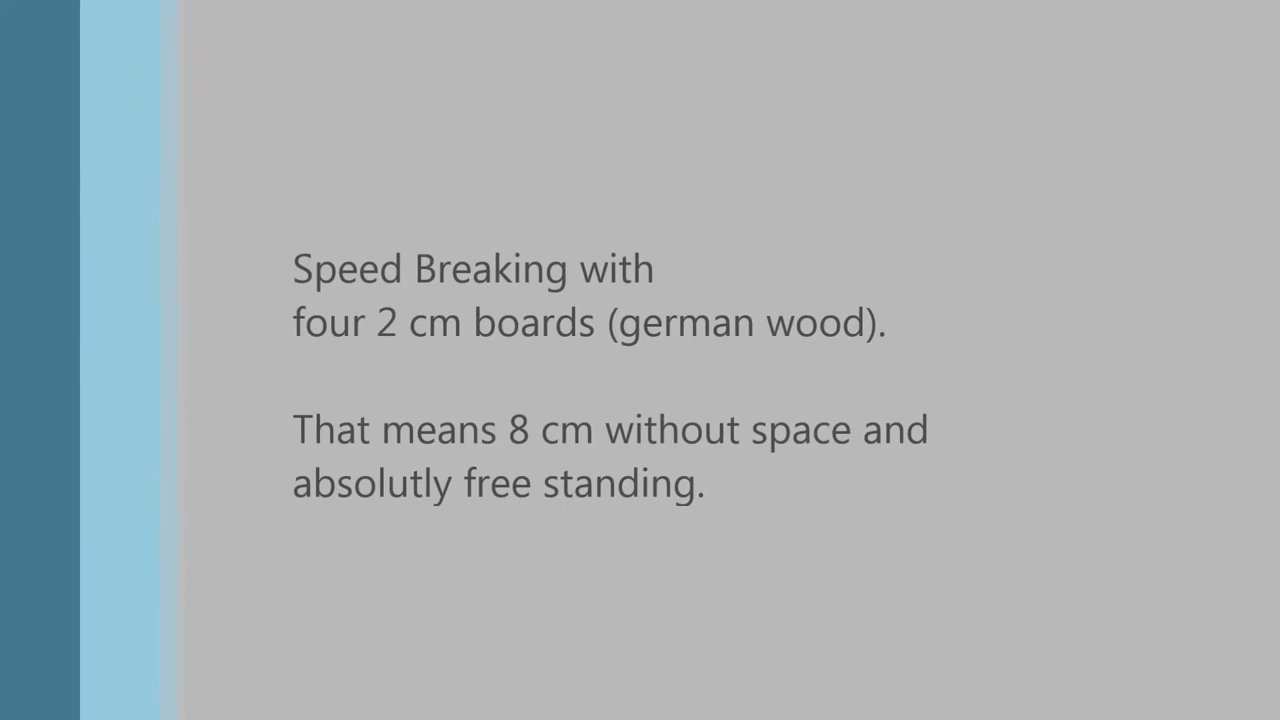 Speed Breaking with
four 2 cm boards (german wood).
That means 8 cm without space and
absolutly free standing.